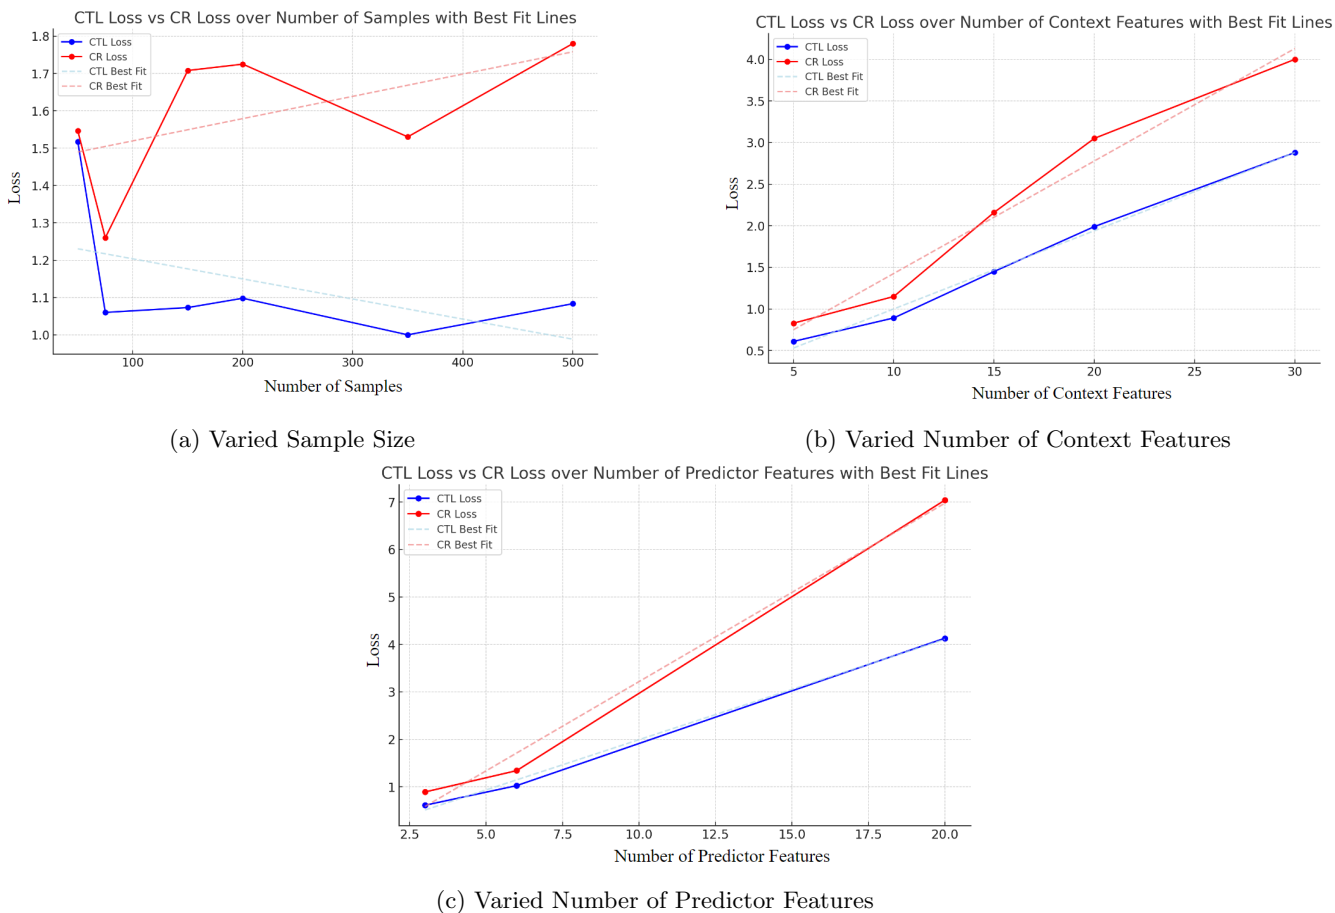 CTL Loss vs CR Loss over Number of Samples with Best Fit Lines
CTL Loss
CR Loss
CTL Best Fit
CR Best Fit
1.8
1.7
1.6
1.5
1.4
1.3
1.2
1.1
1.0
Loss
100
200
300
400
500
Number of Samples
(a) Varied Sample Size
CTL Loss vs CR Loss over Number of Context Features with Best Fit Lines
CTL Loss
CR Loss
CTL Best Fit
CR Best Fit
4.0
3.5
3.0
2.5
2.0
1.5
1.0
0.5
Loss
5
10
15
20
25
30
Number of Context Features
(b) Varied Number of Context Features
CTL Loss vs CR Loss over Number of Predictor Features with Best Fit Lines
CTL Loss
CR Loss
CTL Best Fit
CR Best Fit
7
6
5
4
3
2
1
Loss
2.5
5.0
7.5
10.0
12.5
15.0
17.5
20.0
Number of Predictor Features
(c) Varied Number of Predictor Features